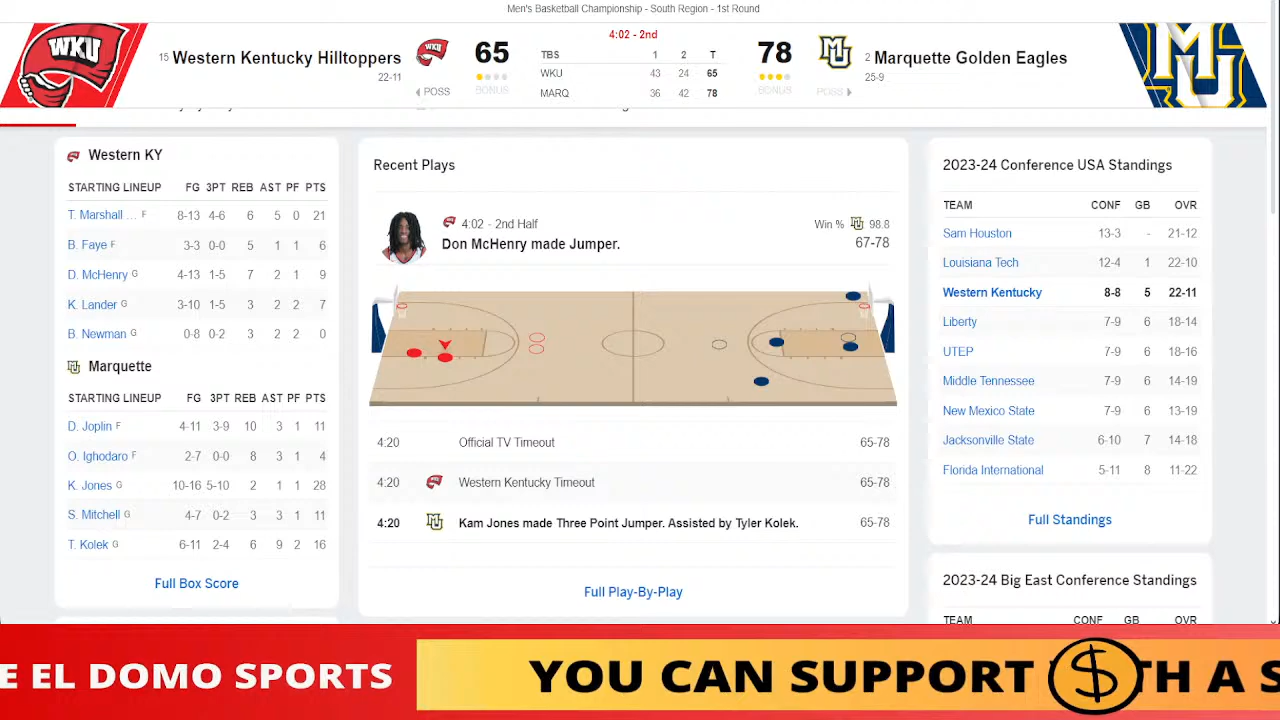 Men's Basketball Championship - South Region - 1st Round
15 Western Kentucky Hilltoppers
22-11
WKU
65
BONUS
POSS
4:02 - 2nd
TBS 1 2 T
WKU 43 24 65
MARQ 36 42 78
78
BONUS
POSS
2 Marquette Golden Eagles
25-9
Western KY
STARTING LINEUP FG 3PT REB AST PF PTS
T. Marshall ... F 8-13 4-6 6 5 0 21
B. Faye F 3-3 0-0 5 1 1 6
D. McHenry G 4-13 1-5 7 2 1 9
K. Lander G 3-10 1-5 3 2 2 7
B. Newman G 0-8 0-2 3 2 2 0
Marquette
STARTING LINEUP FG 3PT REB AST PF PTS
D. Joplin F 4-11 3-9 10 3 1 11
O. Ighodaro F 2-7 0-0 8 3 1 4
K. Jones G 10-16 5-10 2 1 1 28
S. Mitchell G 4-7 0-2 3 3 1 11
T. Kolek G 6-11 2-4 6 9 2 16
Full Box Score
Recent Plays
4:02 - 2nd Half
Don McHenry made Jumper.
Win % 98.8
67-78
4:20 Official TV Timeout 65-78
4:20 Western Kentucky Timeout 65-78
4:20 Kam Jones made Three Point Jumper. Assisted by Tyler Kolek. 65-78
Full Play-By-Play
2023-24 Conference USA Standings
TEAM CONF GB OVR
Sam Houston 13-3 - 21-12
Louisiana Tech 12-4 1 22-10
Western Kentucky 8-8 5 22-11
Liberty 7-9 6 18-14
UTEP 7-9 6 18-16
Middle Tennessee 7-9 6 14-19
New Mexico State 7-9 6 13-19
Jacksonville State 6-10 7 14-18
Florida International 5-11 8 11-22
Full Standings
2023-24 Big East Conference Standings
TEAM CONF GB OVR
E EL DOMO SPORTS
YOU CAN SUPPORT TH A S